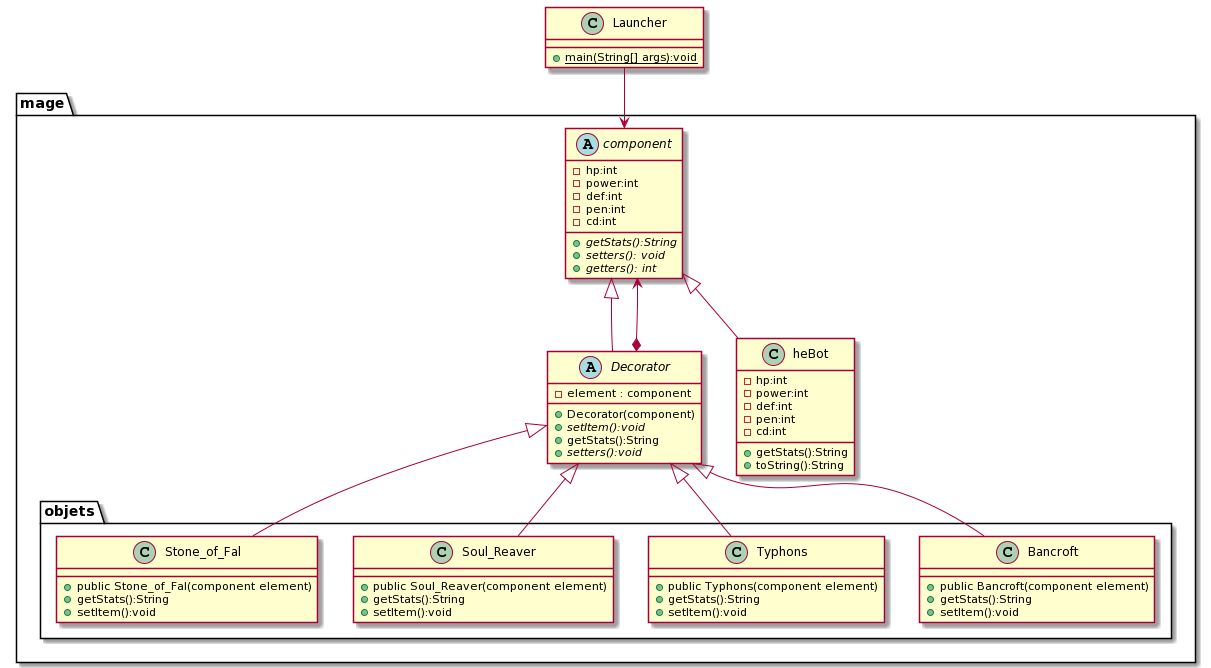 C Launcher
main(String[] args):void
mage
A component
hp:int
power:int
def:int
pen:int
cd:int
getStats():String
setters(): void
getters(): int
A Decorator
element : component
Decorator(component)
setItem():void
getStats():String
setters():void
C heBot
hp:int
power:int
def:int
pen:int
cd:int
getStats():String
toString():String
objets
C Stone_of_Fal
public Stone_of_Fal(component element)
getStats():String
setItem():void
C Soul_Reaver
public Soul_Reaver(component element)
getStats():String
setItem():void
C Typhons
public Typhons(component element)
getStats():String
setItem():void
C Bancroft
public Bancroft(component element)
getStats():String
setItem():void